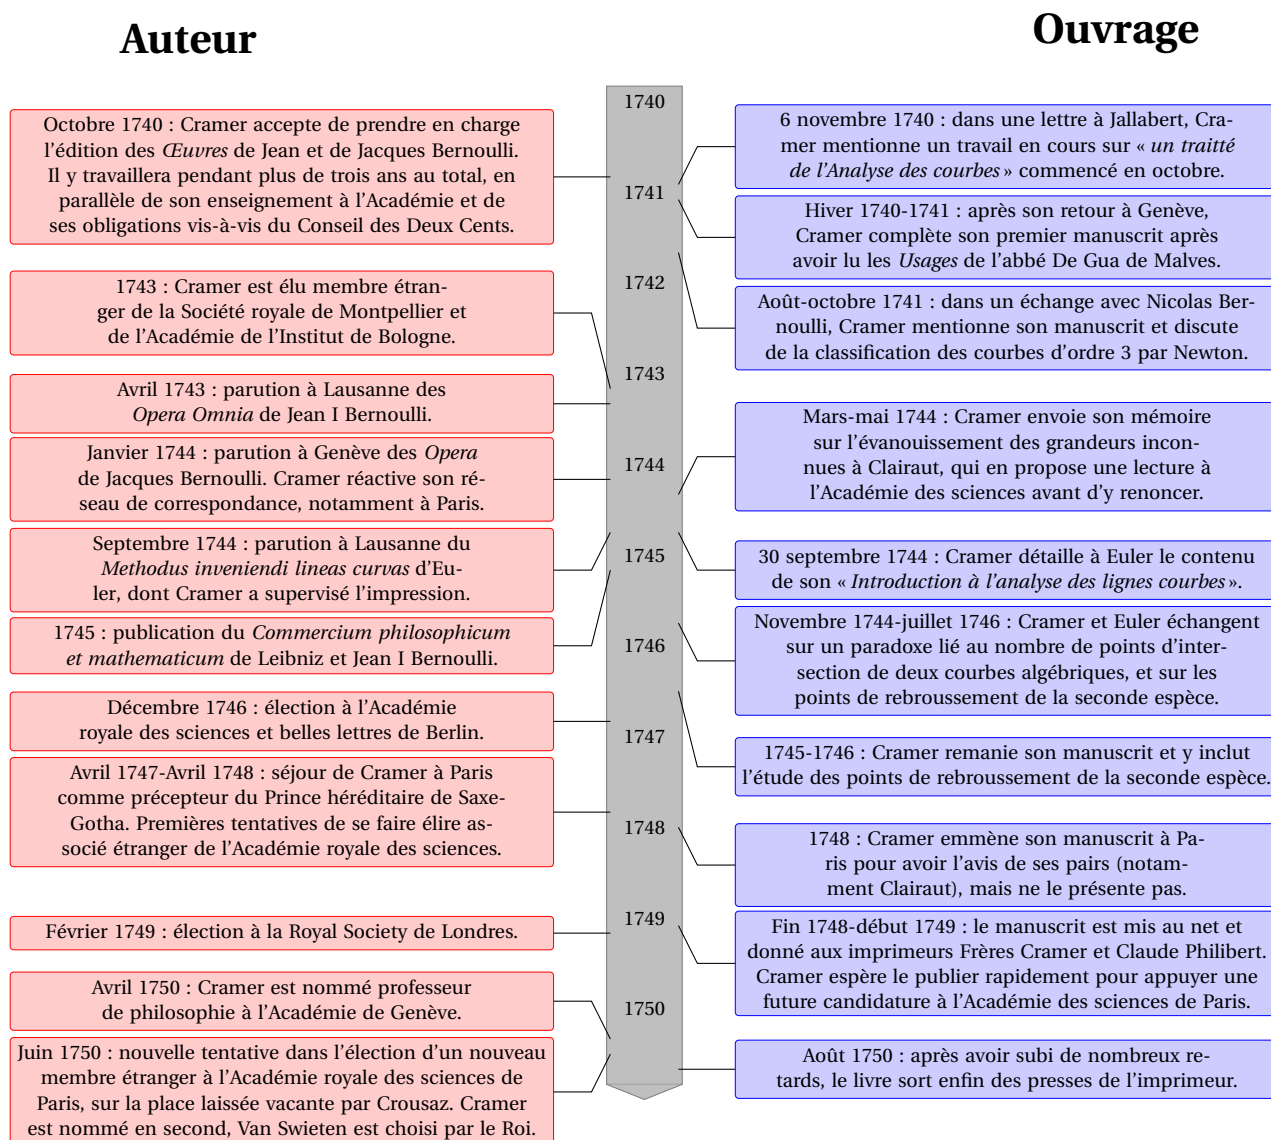 Auteur
Octobre 1740 : Cramer accepte de prendre en charge
l'édition des Œuvres de Jean et de Jacques Bernoulli.
Il y travaillera pendant plus de trois ans au total, en
parallèle de son enseignement à l'Académie et de
ses obligations vis-à-vis du Conseil des Deux Cents.
1743 : Cramer est élu membre étran-
ger de la Société royale de Montpellier et
de l'Académie de l'Institut de Bologne.
Avril 1743 : parution à Lausanne des
Opera Omnia de Jean I Bernoulli.
Janvier 1744 : parution à Genève des Opera
de Jacques Bernoulli. Cramer réactive son ré-
seau de correspondance, notamment à Paris.
Septembre 1744 : parution à Lausanne du
Methodus inveniendi lineas curvas d'Eu-
ler, dont Cramer a supervisé l'impression.
1745 : publication du Commercium philosophicum
et mathematicum de Leibniz et Jean I Bernoulli.
Décembre 1746 : élection à l'Académie
royale des sciences et belles lettres de Berlin.
Avril 1747-Avril 1748 : séjour de Cramer à Paris
comme précepteur du Prince héréditaire de Saxe-
Gotha. Premières tentatives de se faire élire as-
socié étranger de l'Académie royale des sciences.
Février 1749 : élection à la Royal Society de Londres.
Avril 1750 : Cramer est nommé professeur
de philosophie à l'Académie de Genève.
Juin 1750 : nouvelle tentative dans l'élection d'un nouveau
membre étranger à l'Académie royale des sciences de
Paris, sur la place laissée vacante par Crousaz. Cramer
est nommé en second, Van Swieten est choisi par le Roi.
1740
1741
1742
1743
1744
1745
1746
1747
1748
1749
1750
Ouvrage
6 novembre 1740 : dans une lettre à Jallabert, Cra-
mer mentionne un travail en cours sur « un traitté
de l'Analyse des courbes » commencé en octobre.
Hiver 1740-1741 : après son retour à Genève,
Cramer complète son premier manuscrit après
avoir lu les Usages de l'abbé De Gua de Malves.
Août-octobre 1741 : dans un échange avec Nicolas Ber-
noulli, Cramer mentionne son manuscrit et discute
de la classification des courbes d'ordre 3 par Newton.
Mars-mai 1744 : Cramer envoie son mémoire
sur l'évanouissement des grandeurs incon-
nues à Clairaut, qui en propose une lecture à
l'Académie des sciences avant d'y renoncer.
30 septembre 1744 : Cramer détaille à Euler le contenu
de son « Introduction à l'analyse des lignes courbes ».
Novembre 1744-juillet 1746 : Cramer et Euler échangent
sur un paradoxe lié au nombre de points d'inter-
section de deux courbes algébriques, et sur les
points de rebroussement de la seconde espèce.
1745-1746 : Cramer remanie son manuscrit et y inclut
l'étude des points de rebroussement de la seconde espèce.
1748 : Cramer emmène son manuscrit à Pa-
ris pour avoir l'avis de ses pairs (notam-
ment Clairaut), mais ne le présente pas.
Fin 1748-début 1749 : le manuscrit est mis au net et
donné aux imprimeurs Frères Cramer et Claude Philibert.
Cramer espère le publier rapidement pour appuyer une
future candidature à l'Académie des sciences de Paris.
Août 1750 : après avoir subi de nombreux re-
tards, le livre sort enfin des presses de l'imprimeur.